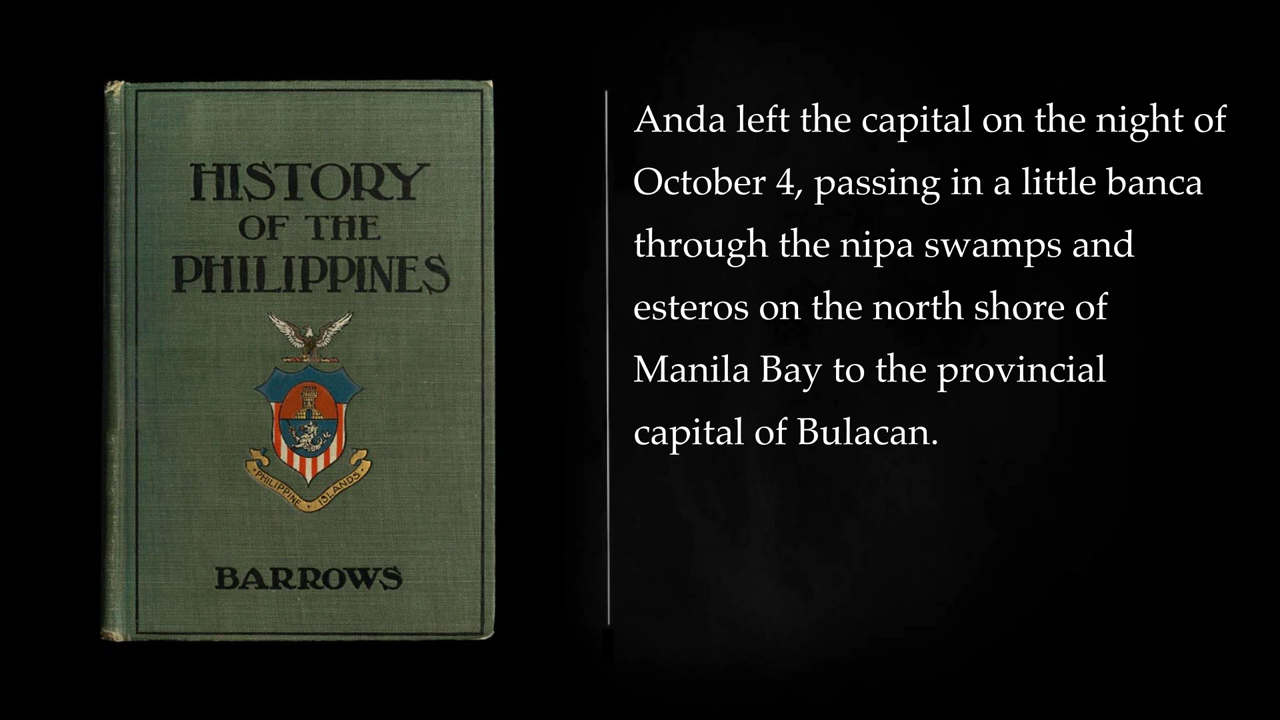 HISTORY
OF THE
PHILIPPINES
PHILIPPINE ISLANDS
BARROWS
Anda left the capital on the night of
October 4, passing in a little banca
through the nipa swamps and
esteros on the north shore of
Manila Bay to the provincial
capital of Bulacan.